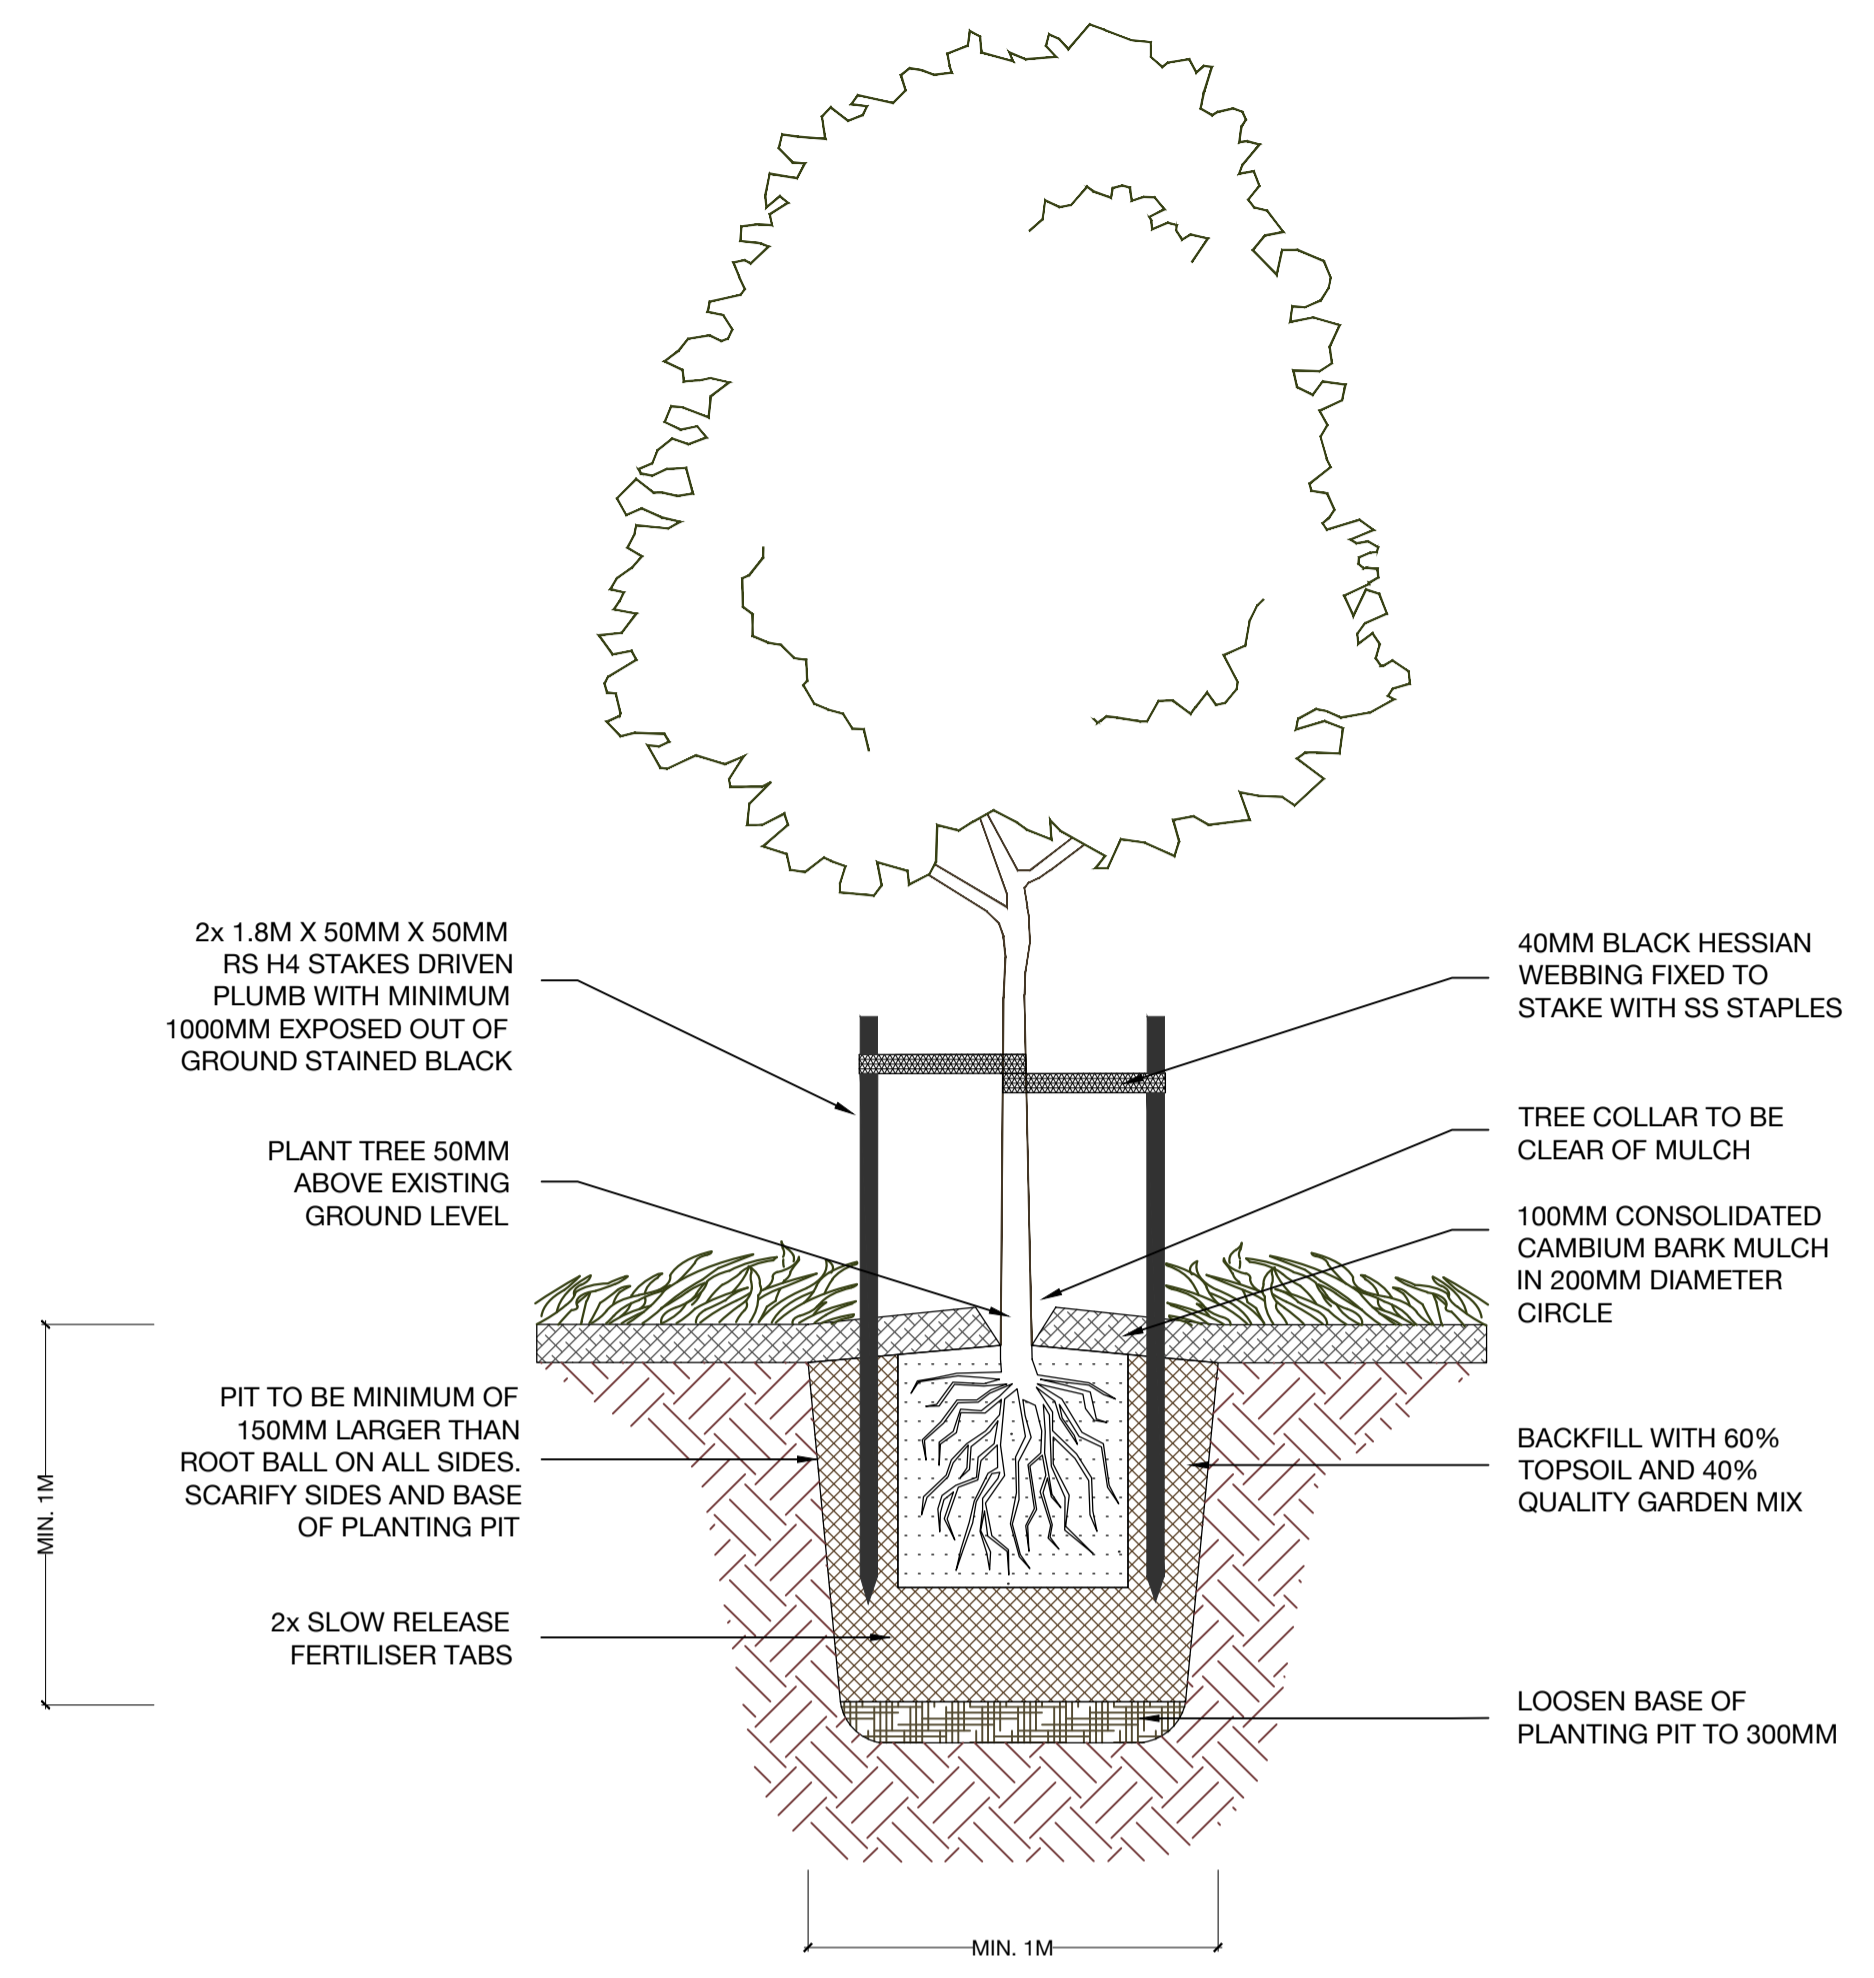 2x 1.8M X 50MM X 50MM
RS H4 STAKES DRIVEN
PLUMB WITH MINIMUM
1000MM EXPOSED OUT OF
GROUND STAINED BLACK
PLANT TREE 50MM
ABOVE EXISTING
GROUND LEVEL
PIT TO BE MINIMUM OF
150MM LARGER THAN
ROOT BALL ON ALL SIDES.
SCARIFY SIDES AND BASE
OF PLANTING PIT
2x SLOW RELEASE
FERTILISER TABS
MIN. 1M
40MM BLACK HESSIAN
WEBBING FIXED TO
STAKE WITH SS STAPLES
TREE COLLAR TO BE
CLEAR OF MULCH
100MM CONSOLIDATED
CAMBIUM BARK MULCH
IN 200MM DIAMETER
CIRCLE
BACKFILL WITH 60%
TOPSOIL AND 40%
QUALITY GARDEN MIX
LOOSEN BASE OF
PLANTING PIT TO 300MM
MIN. 1M